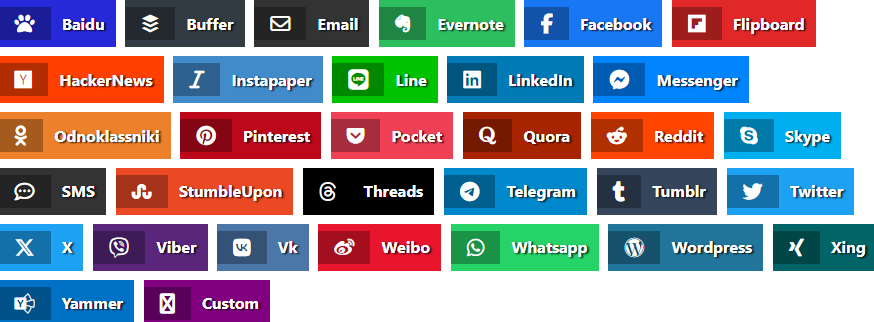 Baidu Buffer Email Evernote Facebook Flipboard
HackerNews Instapaper Line LinkedIn Messenger
Odnoklassniki Pinterest Pocket Quora Reddit Skype
SMS StumbleUpon Threads Telegram Tumblr Twitter
X Viber Vk Weibo Whatsapp Wordpress Xing
Yammer Custom